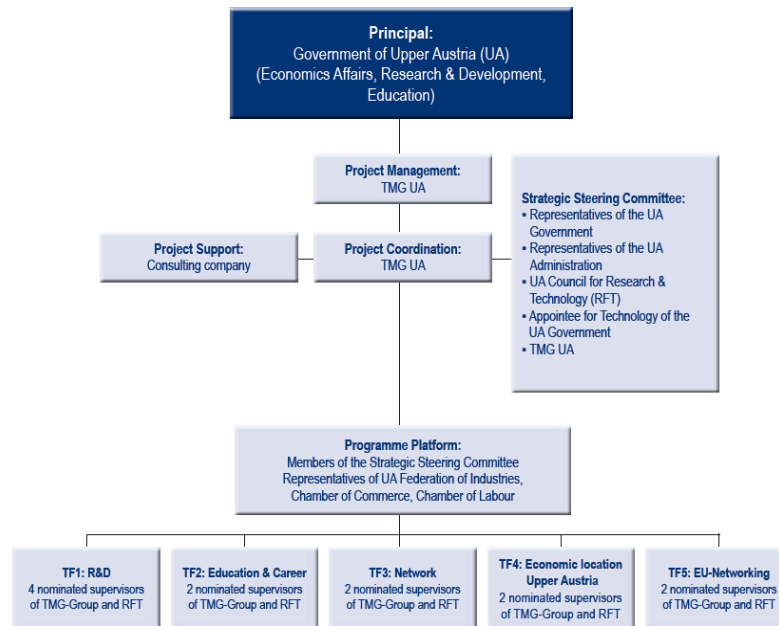 Principal:
Government of Upper Austria (UA)
(Economics Affairs, Research & Development,
Education)
Project Management:
TMG UA
Project Support:
Consulting company
Project Coordination:
TMG UA
Strategic Steering Committee:
▪ Representatives of the UA
Government
▪ Representatives of the UA
Administration
▪ UA Council for Research &
Technology (RFT)
▪ Appointee for Technology of the
UA Government
▪ TMG UA
Programme Platform:
Members of the Strategic Steering Committee
Representatives of UA Federation of Industries,
Chamber of Commerce, Chamber of Labour
TF1: R&D
4 nominated supervisors
of TMG-Group and RFT
TF2: Education & Career
2 nominated supervisors
of TMG-Group and RFT
TF3: Network
2 nominated supervisors
of TMG-Group and RFT
TF4: Economic location
Upper Austria
2 nominated supervisors
of TMG-Group and RFT
TF5: EU-Networking
2 nominated supervisors
of TMG-Group and RFT